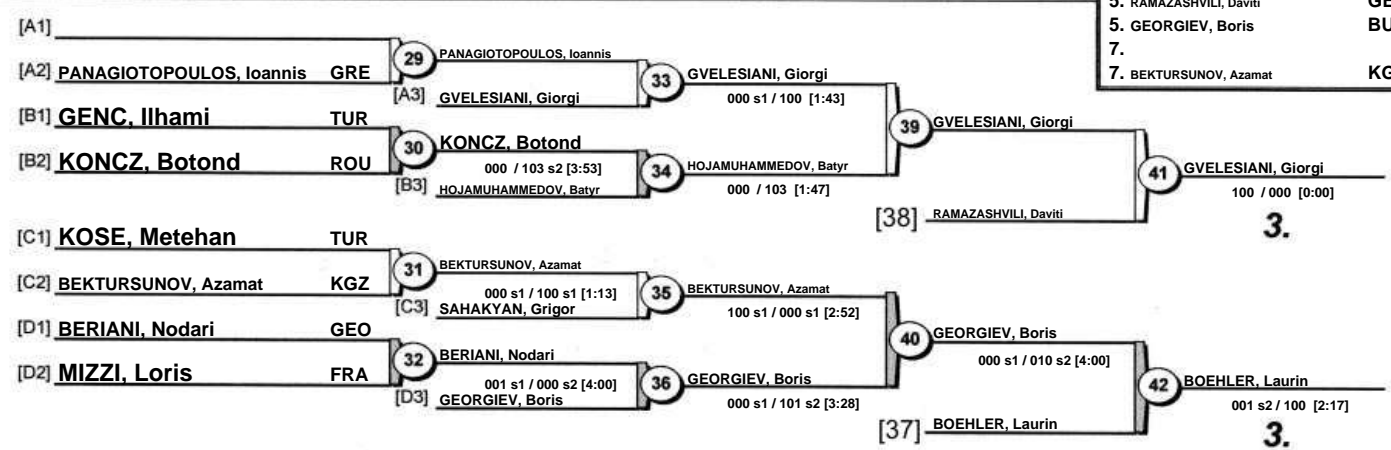 5. RAMAZASHVILI, Daviti
5. GEORGIEV, Boris BU
7.
7. BEKTURSUNOV, Azamat
[A1]
[A2] PANAGIOTOPOULOS, Ioannis GRE
29 PANAGIOTOPOULOS, Ioannis
[A3] GVELESIANI, Giorgi
33 GVELESIANI, Giorgi
000 s1 / 100 [1:43]
[B1] GENC, Ilhami TUR
[B2] KONCZ, Botond ROU
30 KONCZ, Botond
000 / 103 s2 [3:53]
[B3] HOJAMUHAMMEDOV, Batyr
34 HOJAMUHAMMEDOV, Batyr
000 / 103 [1:47]
39 GVELESIANI, Giorgi
[38] RAMAZASHVILI, Daviti
41 GVELESIANI, Giorgi
100 / 000 [0:00]
3.
[C1] KOSE, Metehan TUR
[C2] BEKTURSUNOV, Azamat KGZ
31 BEKTURSUNOV, Azamat
000 s1 / 100 s1 [1:13]
[C3] SAHAKYAN, Grigor
35 BEKTURSUNOV, Azamat
100 s1 / 000 s1 [2:52]
[D1] BERIANI, Nodari GEO
[D2] MIZZI, Loris FRA
32 BERIANI, Nodari
001 s1 / 000 s2 [4:00]
[D3] GEORGIEV, Boris
36 GEORGIEV, Boris
000 s1 / 101 s2 [3:28]
40 GEORGIEV, Boris
000 s1 / 010 s2 [4:00]
[37] BOEHLER, Laurin
42 BOEHLER, Laurin
001 s2 / 100 [2:17]
3.